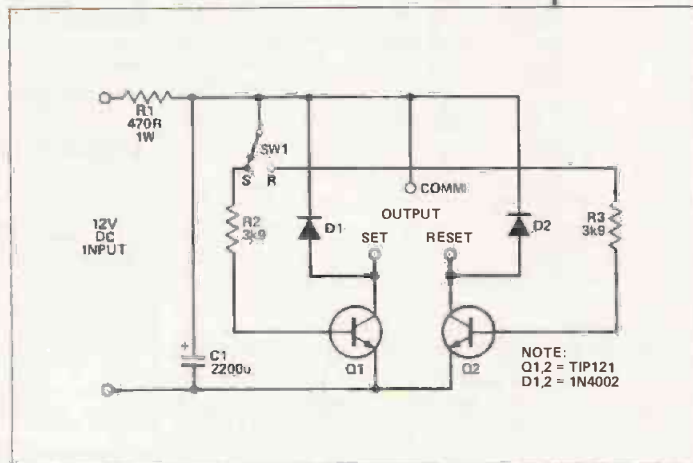 R1
470R
1W
SW1
S R
COMM
OUTPUT
R2
3k9
D1
SET
RESET
D2
R3
3k9
12V
DC
INPUT
+
C1
2200u
Q1
Q2
NOTE:
Q1,2 = TIP121
D1,2 = 1N4002